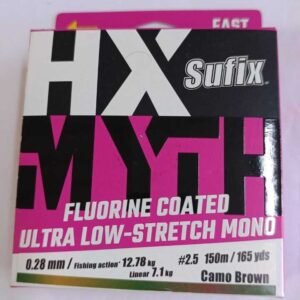 FAST
HX
Sufix
MYTH
FLUORINE COATED
ULTRA LOW-STRETCH MONO
0.28 mm / Fishing action* 12.78 kg
Linear 7.1 kg
#2.5 150m / 165 yds
Camo Brown